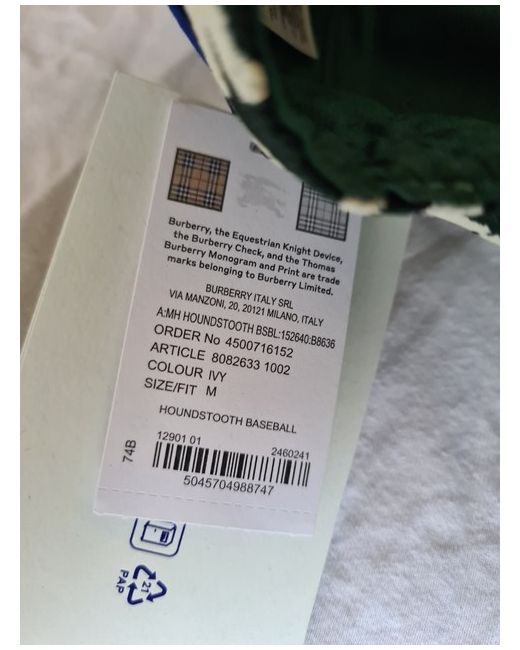 Burberry, the Equestrian Knight Device,
the Burberry Check, and the Thomas
Burberry Monogram and Print are trade
marks belonging to Burberry Limited.
BURBERRY ITALY SRL
VIA MANZONI, 20, 20121 MILANO, ITALY
A:MH HOUNDSTOOTH BSBL:152640:B8636
ORDER No 4500716152
ARTICLE 8082633 1002
COLOUR IVY
SIZE/FIT M
HOUNDSTOOTH BASEBALL
74B
12901 01
2460241
5045704988747
21
PAP